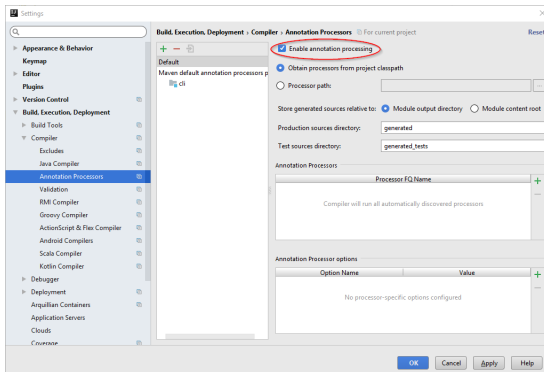 Settings
Build, Execution, Deployment › Compiler › Annotation Processors For current project Reset
Appearance & Behavior
Keymap
Editor
Plugins
Version Control
Build, Execution, Deployment
Build Tools
Compiler
Excludes
Java Compiler
Annotation Processors
Validation
RMI Compiler
Groovy Compiler
ActionScript & Flex Compiler
Android Compilers
Scala Compiler
Kotlin Compiler
Debugger
Deployment
Arquillian Containers
Application Servers
Clouds
Coverage
Default
Maven default annotation processors p
cli
Enable annotation processing
Obtain processors from project classpath
Processor path:
Store generated sources relative to: Module output directory Module content root
Production sources directory: generated
Test sources directory: generated_tests
Annotation Processors
Processor FQ Name
Compiler will run all automatically discovered processors
Annotation Processor options
Option Name Value
No processor-specific options configured
OK Cancel Apply Help